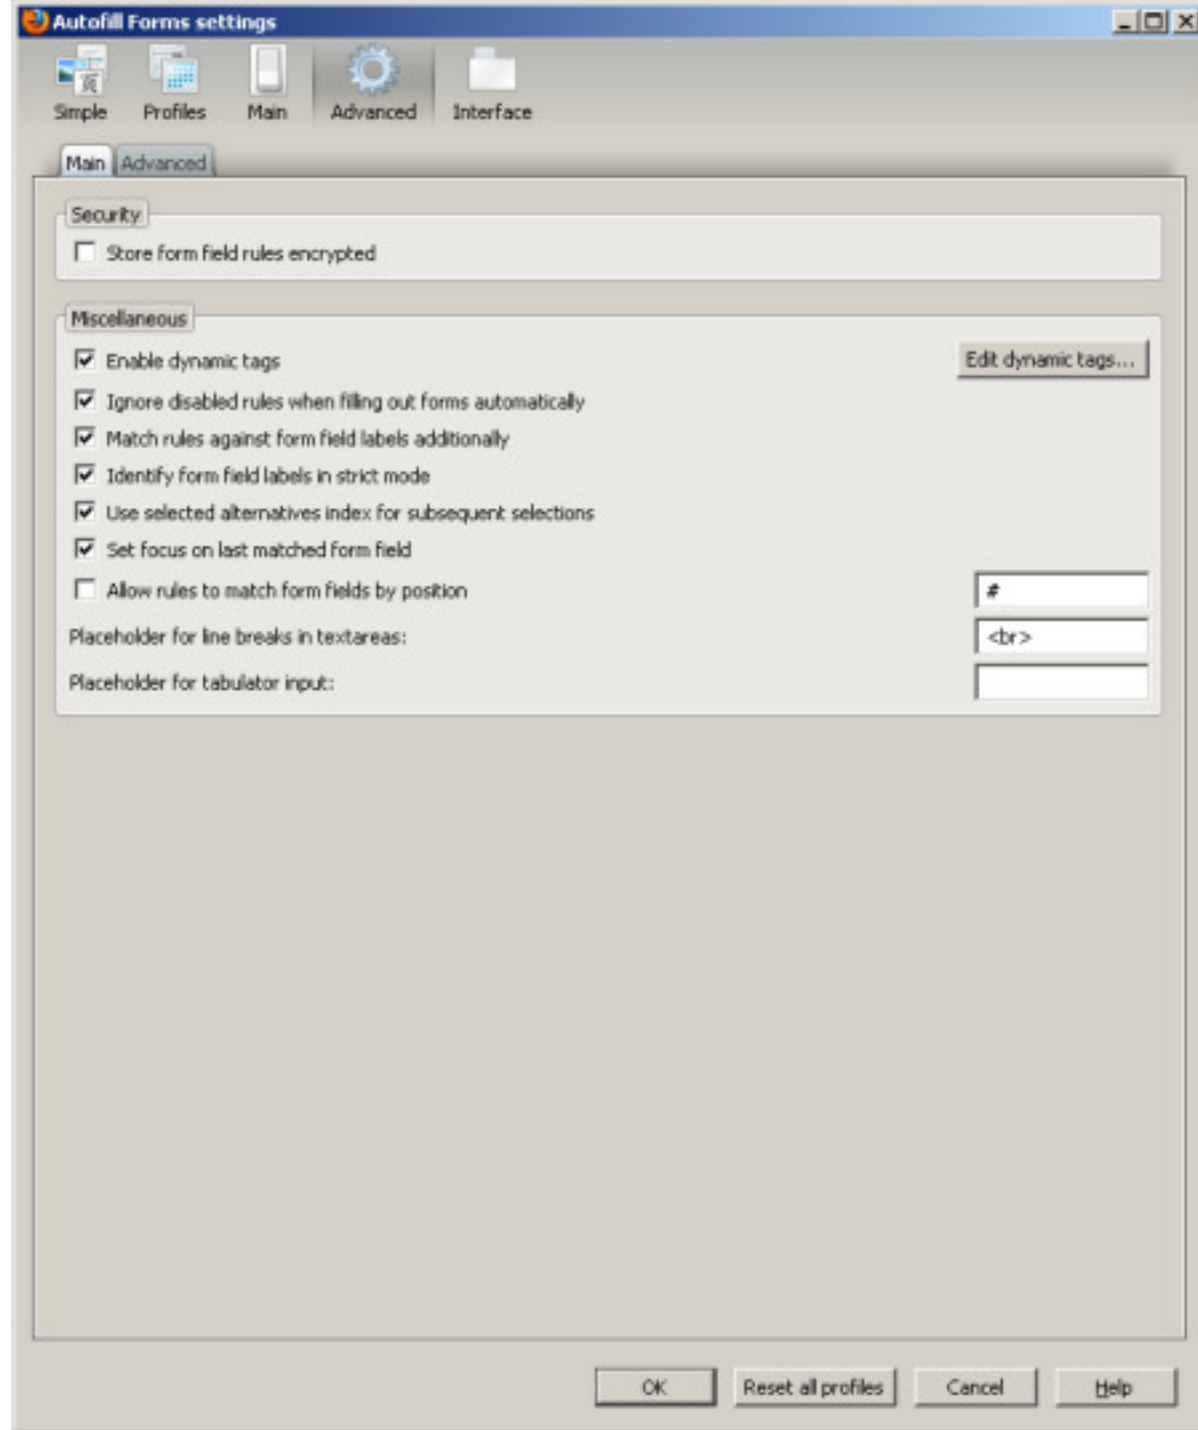 Autofill Forms settings
Simple Profiles Main Advanced Interface
Main Advanced
Security
Store form field rules encrypted
Miscellaneous
Enable dynamic tags Edit dynamic tags...
Ignore disabled rules when filling out forms automatically
Match rules against form field labels additionally
Identify form field labels in strict mode
Use selected alternatives index for subsequent selections
Set focus on last matched form field
Allow rules to match form fields by position #
Placeholder for line breaks in textareas: <br>
Placeholder for tabulator input:
OK Reset all profiles Cancel Help